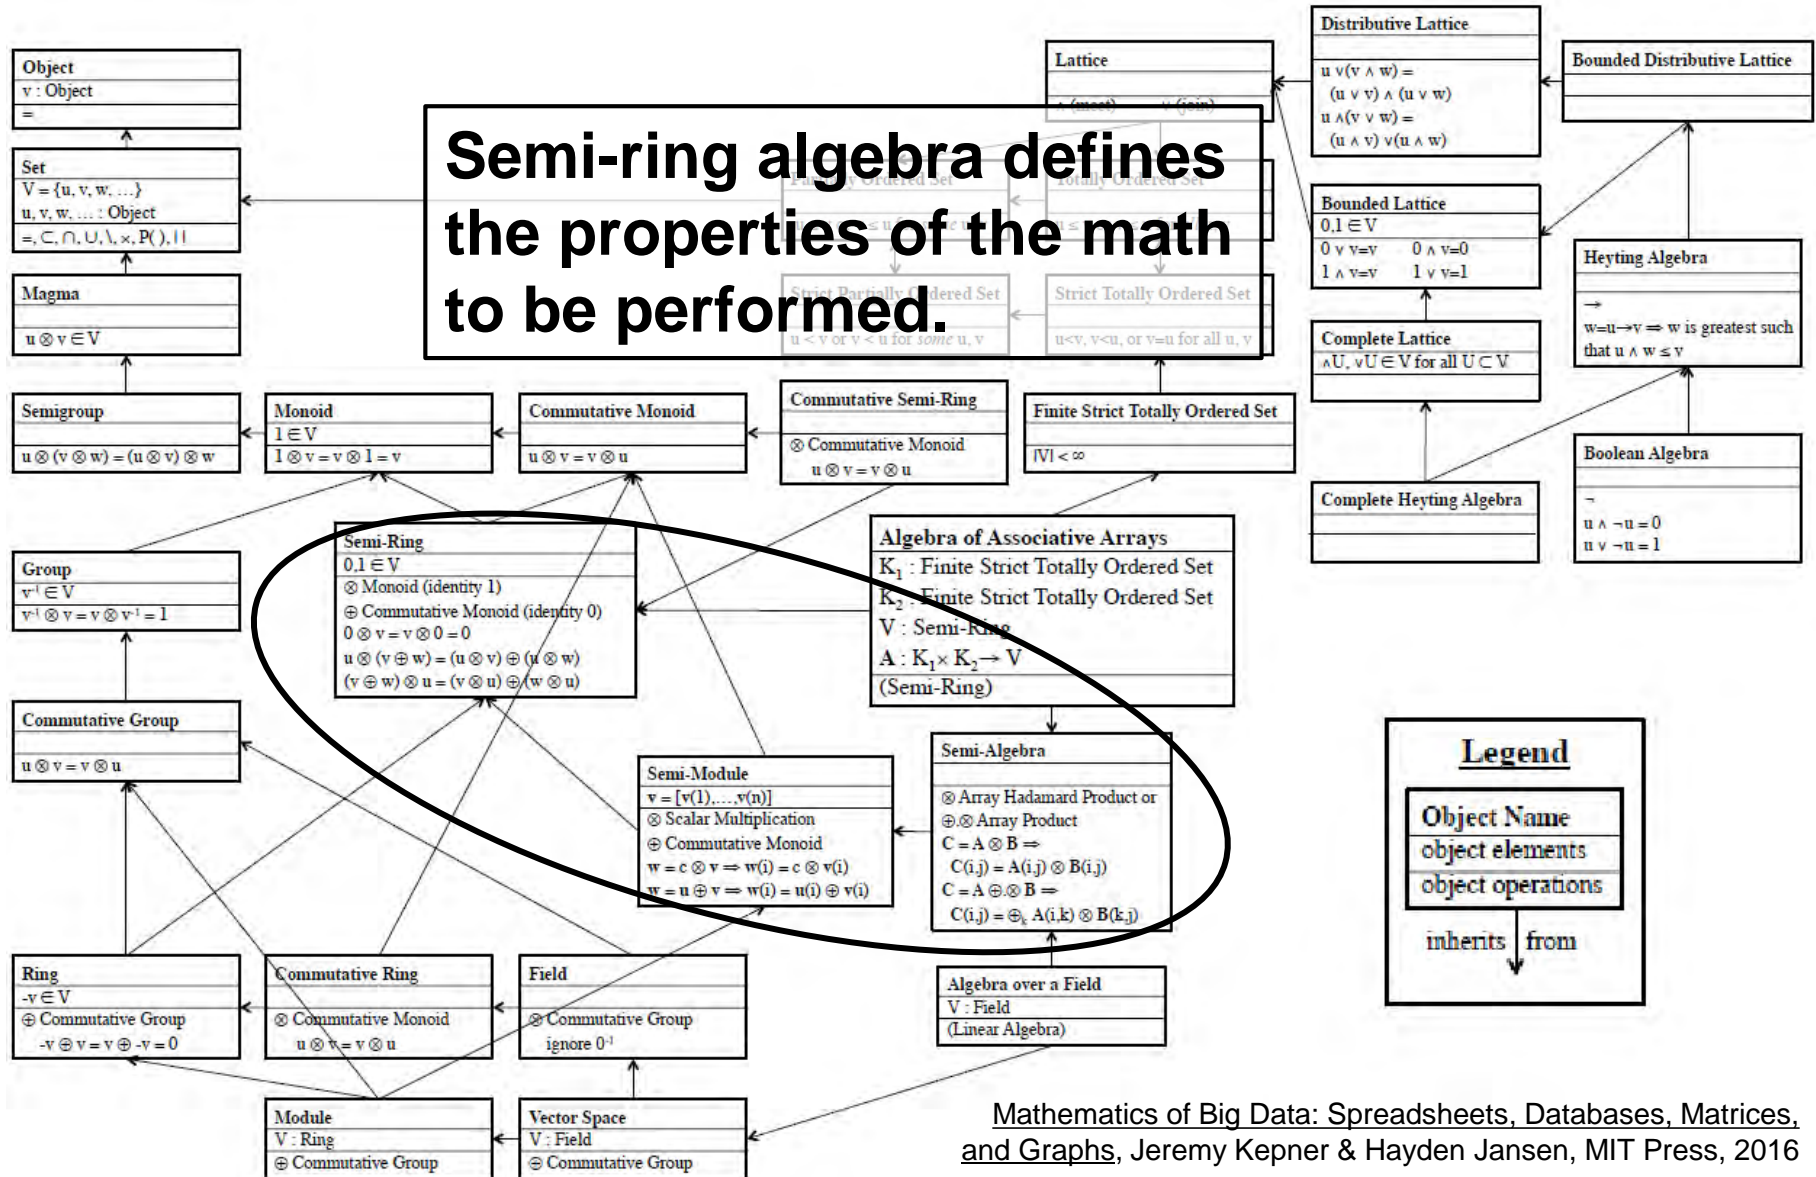 Object
v : Object
=
Set
V = {u, v, w, …}
u, v, w, … : Object
=, ⊂, ∩, ∪, \, ×, P( ), | |
Magma
u ⊗ v ∈ V
Semigroup
u ⊗ (v ⊗ w) = (u ⊗ v) ⊗ w
Monoid
1 ∈ V
1 ⊗ v = v ⊗ 1 = v
Commutative Monoid
u ⊗ v = v ⊗ u
Commutative Semi-Ring
⊗ Commutative Monoid
u ⊗ v = v ⊗ u
Semi-ring algebra defines
the properties of the math
to be performed.
Lattice
∧ (meet) ∨ (join)
Partially Ordered Set
Totally Ordered Set
Strict Partially Ordered Set
u < v or v < u for some u, v
Strict Totally Ordered Set
u<v, v<u, or v=u for all u, v
Finite Strict Totally Ordered Set
|V| < ∞
Distributive Lattice
u ∨(v ∧ w) =
(u ∨ v) ∧ (u ∨ w)
u ∧(v ∨ w) =
(u ∧ v) ∨(u ∧ w)
Bounded Distributive Lattice
Bounded Lattice
0,1 ∈ V
0 ∨ v=v 0 ∧ v=0
1 ∧ v=v 1 ∨ v=1
Complete Lattice
∧U, ∨U ∈ V for all U ⊂ V
Heyting Algebra
→
w=u→v ⇒ w is greatest such
that u ∧ w ≤ v
Complete Heyting Algebra
Boolean Algebra
¬
u ∧ ¬u = 0
u ∨ ¬u = 1
Group
v⁻¹ ∈ V
v⁻¹ ⊗ v = v ⊗ v⁻¹ = 1
Semi-Ring
0,1 ∈ V
⊗ Monoid (identity 1)
⊕ Commutative Monoid (identity 0)
0 ⊗ v = v ⊗ 0 = 0
u ⊗ (v ⊕ w) = (u ⊗ v) ⊕ (u ⊗ w)
(v ⊕ w) ⊗ u = (v ⊗ u) ⊕ (w ⊗ u)
Algebra of Associative Arrays
K₁ : Finite Strict Totally Ordered Set
K₂ : Finite Strict Totally Ordered Set
V : Semi-Ring
A : K₁× K₂→ V
(Semi-Ring)
Commutative Group
u ⊗ v = v ⊗ u
Semi-Module
v = [v(1),…,v(n)]
⊗ Scalar Multiplication
⊕ Commutative Monoid
w = c ⊗ v ⇒ w(i) = c ⊗ v(i)
w = u ⊕ v ⇒ w(i) = u(i) ⊕ v(i)
Semi-Algebra
⊗ Array Hadamard Product or
⊕.⊗ Array Product
C = A ⊗ B ⇒
C(i,j) = A(i,j) ⊗ B(i,j)
C = A ⊕.⊗ B ⇒
C(i,j) = ⊕ₖ A(i,k) ⊗ B(k,j)
Legend
Object Name
object elements
object operations
inherits from
Ring
-v ∈ V
⊕ Commutative Group
-v ⊕ v = v ⊕ -v = 0
Commutative Ring
⊗ Commutative Monoid
u ⊗ v = v ⊗ u
Field
⊗ Commutative Group
ignore 0⁻¹
Algebra over a Field
V : Field
(Linear Algebra)
Module
V : Ring
⊕ Commutative Group
Vector Space
V : Field
⊕ Commutative Group
Mathematics of Big Data: Spreadsheets, Databases, Matrices,
and Graphs, Jeremy Kepner & Hayden Jansen, MIT Press, 2016